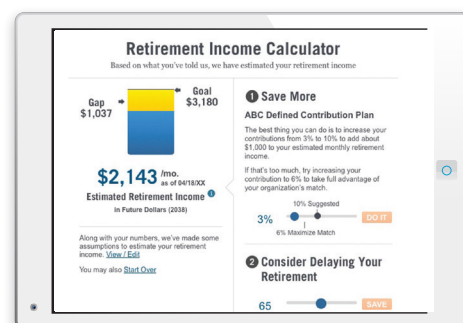 Retirement Income Calculator
Based on what you've told us, we have estimated your retirement income
Gap
$1,037
Goal
$3,180
$2,143 /mo.
as of 04/18/XX
Estimated Retirement Income
in Future Dollars (2038)
Along with your numbers, we've made some
assumptions to estimate your retirement
income. View / Edit
You may also Start Over
1 Save More
ABC Defined Contribution Plan
The best thing you can do is to increase your
contributions from 3% to 10% to add about
$1.000 to your estimated monthly retirement
income.
If that's too much, try increasing your
contribution to 6% to take full advantage of
your organization's match.
10% Suggested
3%
DO IT
6% Maximize Match
2 Consider Delaying Your
Retirement
65
SAVE